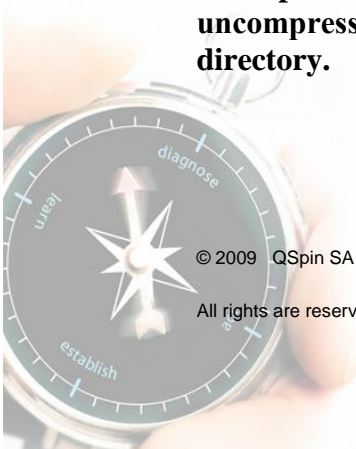 uncompress
directory.
diagnose
learn
© 2009 QSpin SA
All rights are reserv
establish